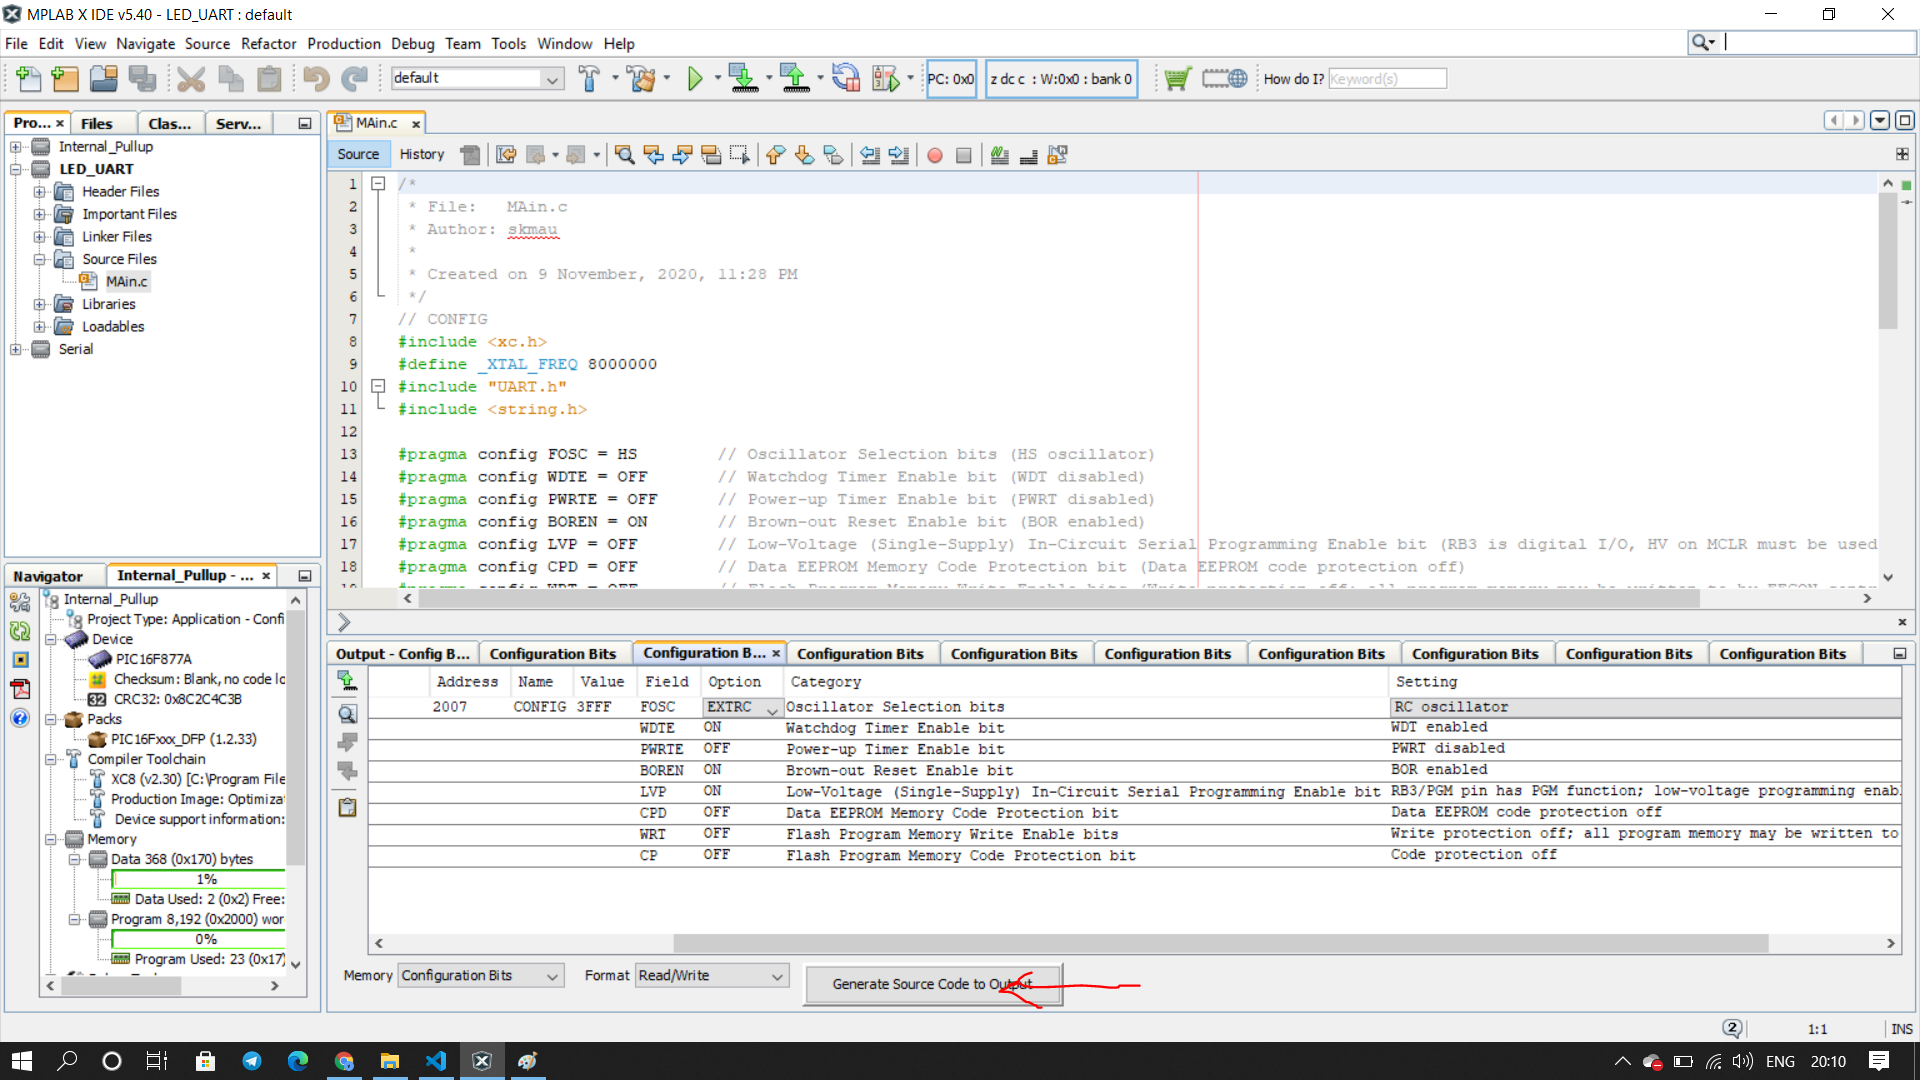 MPLAB X IDE v5.40 - LED_UART : default
File Edit View Navigate Source Refactor Production Debug Team Tools Window Help
default
PC: 0x0
z dc c : W:0x0 : bank 0
How do I? Keyword(s)
Pro... Files Clas... Serv...
Internal_Pullup
LED_UART
Header Files
Important Files
Linker Files
Source Files
MAin.c
Libraries
Loadables
Serial
MAin.c
Source History
1 /*
2 * File: MAin.c
3 * Author: skmau
4 *
5 * Created on 9 November, 2020, 11:28 PM
6 */
7 // CONFIG
8 #include <xc.h>
9 #define _XTAL_FREQ 8000000
10 #include "UART.h"
11 #include <string.h>
12
13 #pragma config FOSC = HS // Oscillator Selection bits (HS oscillator)
14 #pragma config WDTE = OFF // Watchdog Timer Enable bit (WDT disabled)
15 #pragma config PWRTE = OFF // Power-up Timer Enable bit (PWRT disabled)
16 #pragma config BOREN = ON // Brown-out Reset Enable bit (BOR enabled)
17 #pragma config LVP = OFF // Low-Voltage (Single-Supply) In-Circuit Serial Programming Enable bit (RB3 is digital I/O, HV on MCLR must be used
18 #pragma config CPD = OFF // Data EEPROM Memory Code Protection bit (Data EEPROM code protection off)
Navigator Internal_Pullup - ...
Internal_Pullup
Project Type: Application - Confi
Device
PIC16F877A
Checksum: Blank, no code lo
CRC32: 0x8C2C4C3B
Packs
PIC16Fxxx_DFP (1.2.33)
Compiler Toolchain
XC8 (v2.30) [C:\Program File
Production Image: Optimiza
Device support information:
Memory
Data 368 (0x170) bytes
1%
Data Used: 2 (0x2) Free:
Program 8,192 (0x2000) wor
0%
Program Used: 23 (0x17)
Output - Config B... Configuration Bits Configuration B... Configuration Bits Configuration Bits Configuration Bits Configuration Bits Configuration Bits Configuration Bits Configuration Bits
Address Name Value Field Option Category Setting
2007 CONFIG 3FFF FOSC EXTRC Oscillator Selection bits RC oscillator
WDTE ON Watchdog Timer Enable bit WDT enabled
PWRTE OFF Power-up Timer Enable bit PWRT disabled
BOREN ON Brown-out Reset Enable bit BOR enabled
LVP ON Low-Voltage (Single-Supply) In-Circuit Serial Programming Enable bit RB3/PGM pin has PGM function; low-voltage programming enabl
CPD OFF Data EEPROM Memory Code Protection bit Data EEPROM code protection off
WRT OFF Flash Program Memory Write Enable bits Write protection off; all program memory may be written to
CP OFF Flash Program Memory Code Protection bit Code protection off
Memory Configuration Bits Format Read/Write Generate Source Code to Output
2 1:1 INS
ENG 20:10